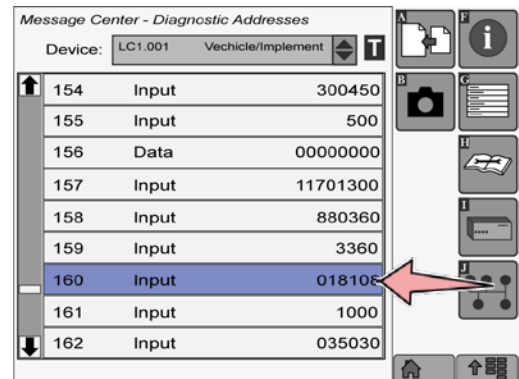 Message Center - Diagnostic Addresses
Device: LC1.001 Vechicle/Implement T
154 Input 300450
155 Input 500
156 Data 00000000
157 Input 11701300
158 Input 880360
159 Input 3360
160 Input 018108
161 Input 1000
162 Input 035030
A
F
i
B
G
H
I
J